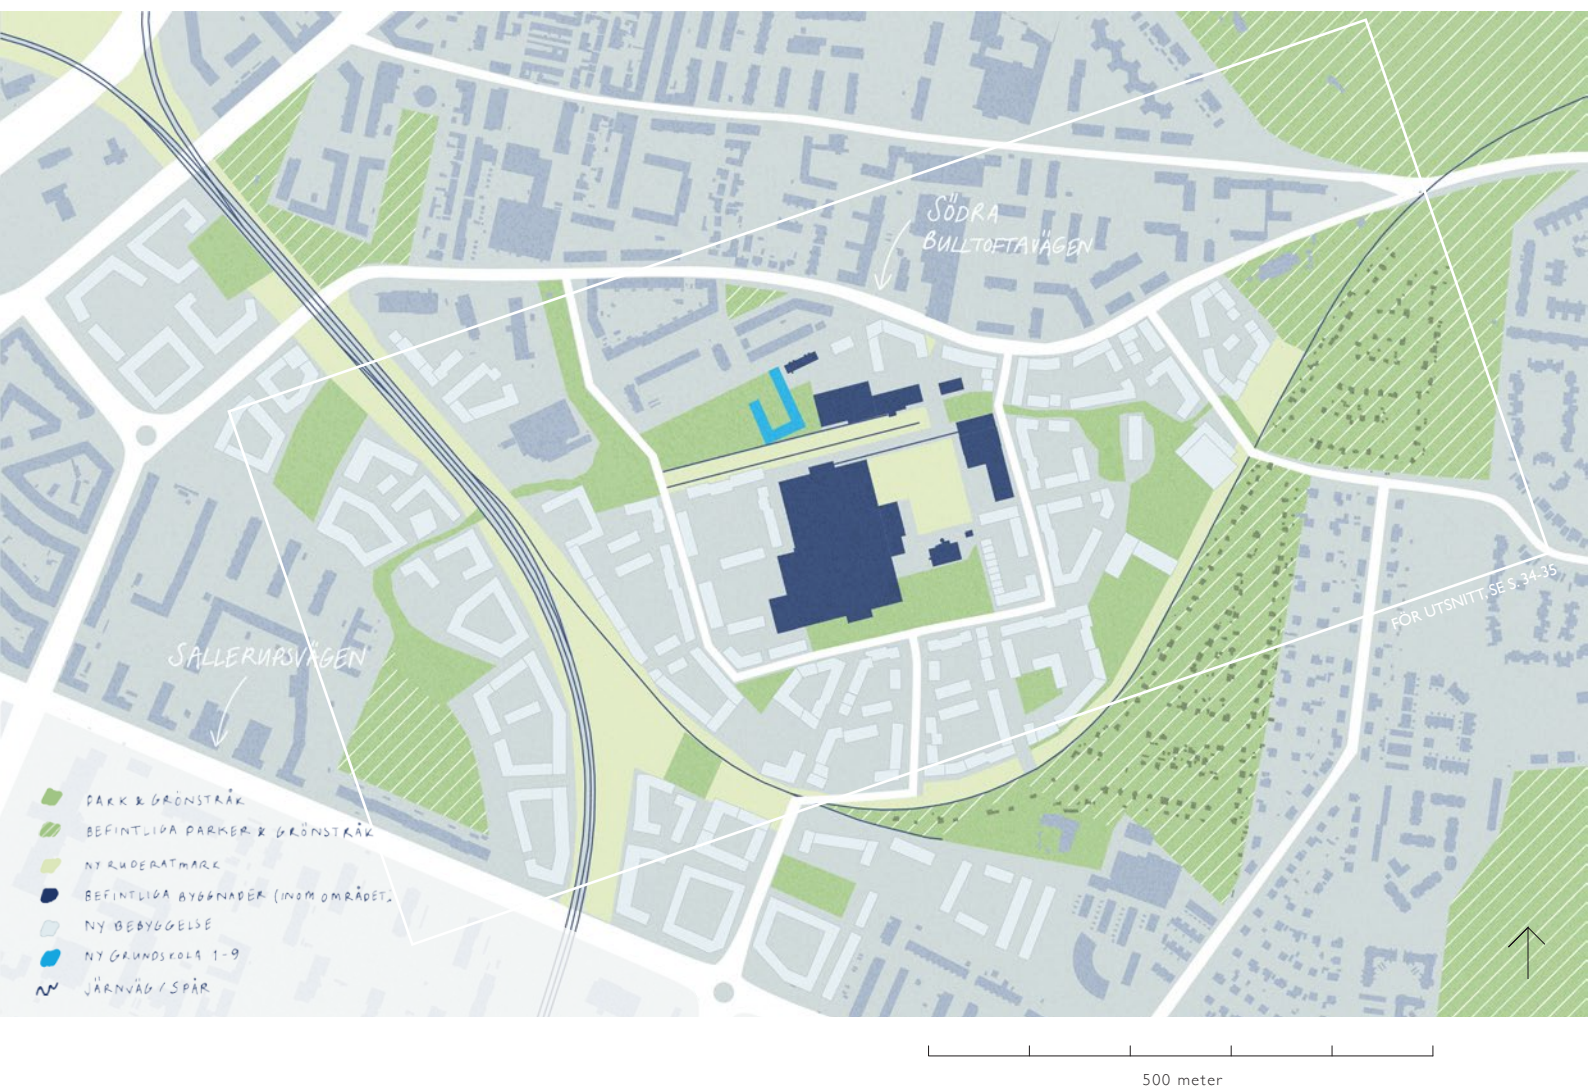 SÖDRA
BULLTOFTAVÄGEN
FÖR UTSNITT, SE S. 34-35
SALLERUPSVÄGEN
PARK & GRÖNSTRÅK
BEFINTLIGA PARKER & GRÖNSTRÅK
NY RUDERATMARK
BEFINTLIGA BYGGNADER (INOM OMRÅDET)
NY BEBYGGELSE
NY GRUNDSKOLA 1-9
JÄRNVÄG / SPÅR
500 meter